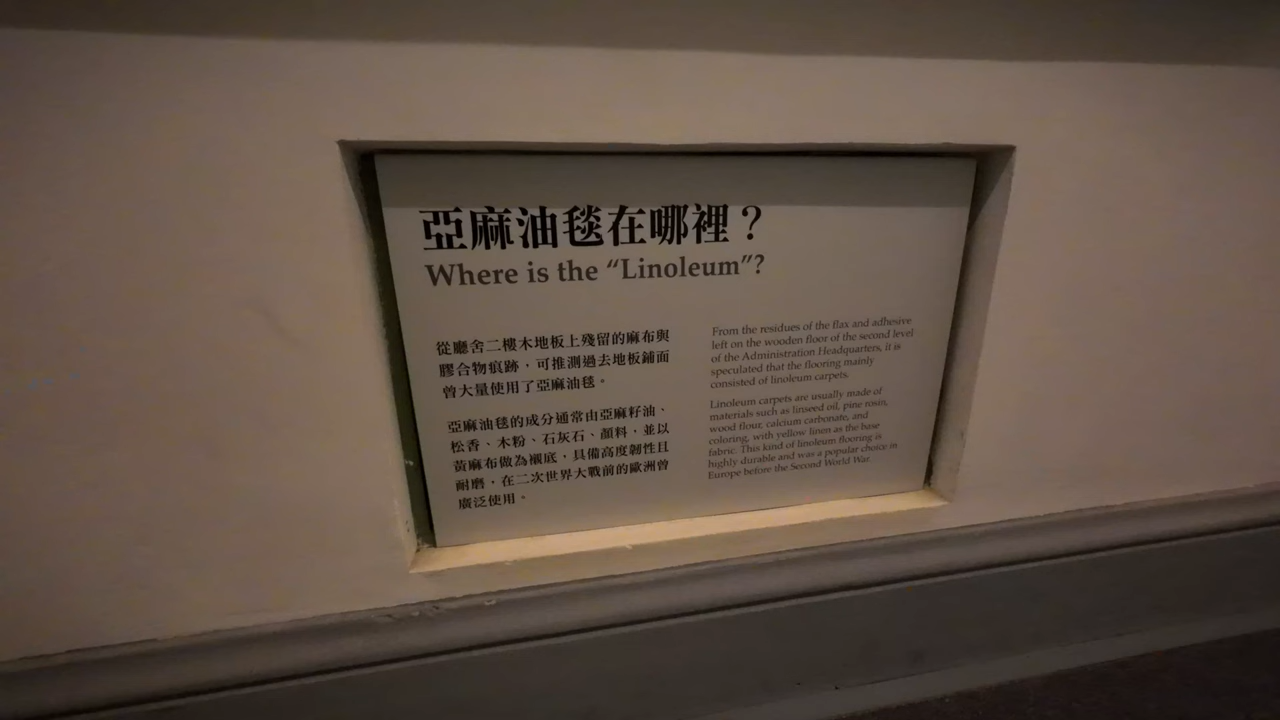 亞麻油毯在哪裡？
Where is the “Linoleum”?
從廳舍二樓木地板上殘留的麻布與
膠合物痕跡，可推測過去地板鋪面
曾大量使用了亞麻油毯。
亞麻油毯的成分通常由亞麻籽油、
松香、木粉、石灰石、顏料，並以
黃麻布做為襯底，具備高度韌性且
耐磨，在二次世界大戰前的歐洲曾
廣泛使用。
From the residues of the flax and adhesive
left on the wooden floor of the second level
of the Administration Headquarters, it is
speculated that the flooring mainly
consisted of linoleum carpets.
Linoleum carpets are usually made of
materials such as linseed oil, pine rosin,
wood flour, calcium carbonate, and
coloring, with yellow linen as the base
fabric. This kind of linoleum flooring is
highly durable and was a popular choice in
Europe before the Second World War.